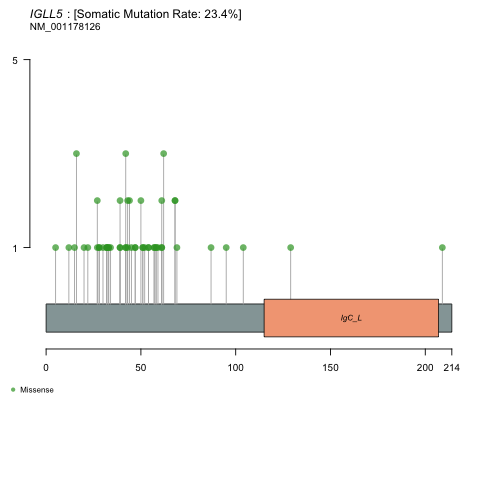 IGLL5 : [Somatic Mutation Rate: 23.4%]
NM_001178126
5
1
IgC_L
0 50 100 150 200 214
Missense